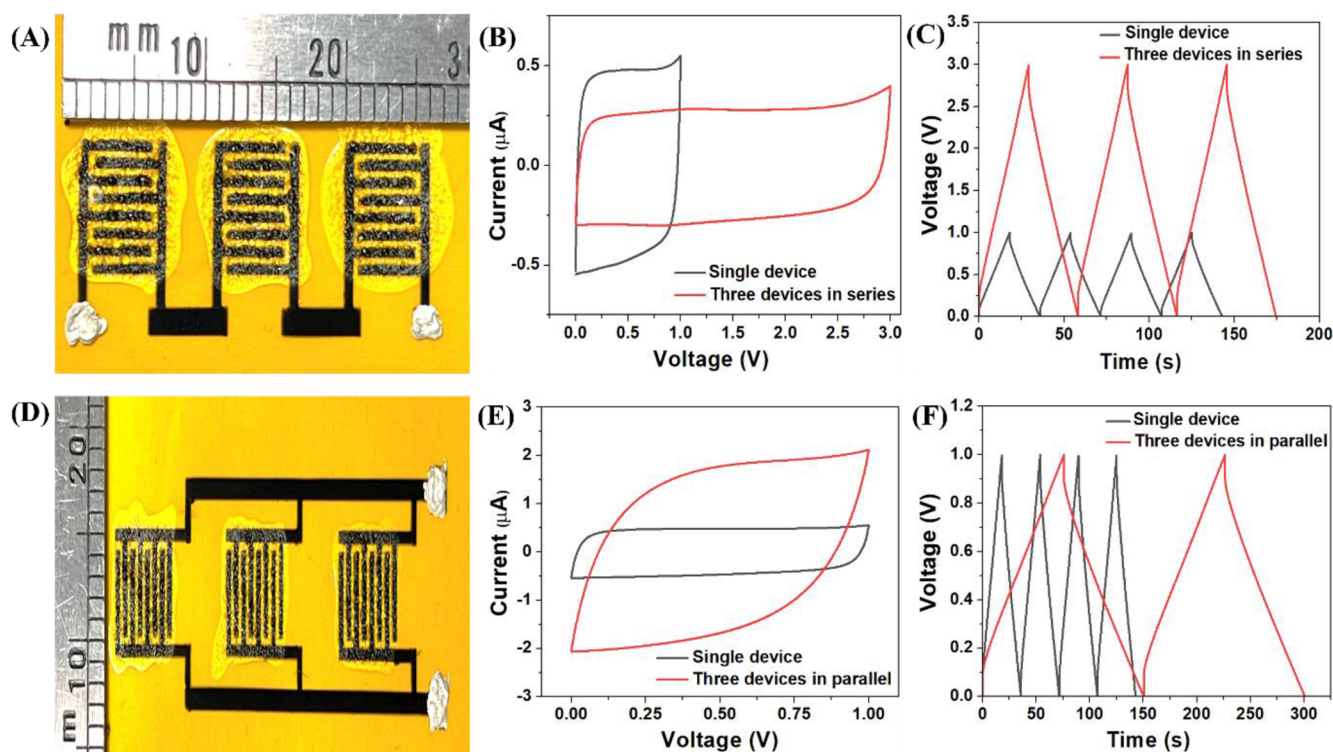 (A)
mm 10 20 30
(B)
Current (µA)
0.5
0.0
-0.5
Single device
Three devices in series
0.0 0.5 1.0 1.5 2.0 2.5 3.0
Voltage (V)
(C)
Voltage (V)
3.5
3.0
2.5
2.0
1.5
1.0
0.5
0.0
Single device
Three devices in series
0 50 100 150 200
Time (s)
(D)
20
10
m
(E)
Current (µA)
3
2
1
0
-1
-2
-3
Single device
Three devices in parallel
0.00 0.25 0.50 0.75 1.00
Voltage (V)
(F)
Voltage (V)
1.2
1.0
0.8
0.6
0.4
0.2
0.0
Single device
Three devices in parallel
0 50 100 150 200 250 300
Time (s)